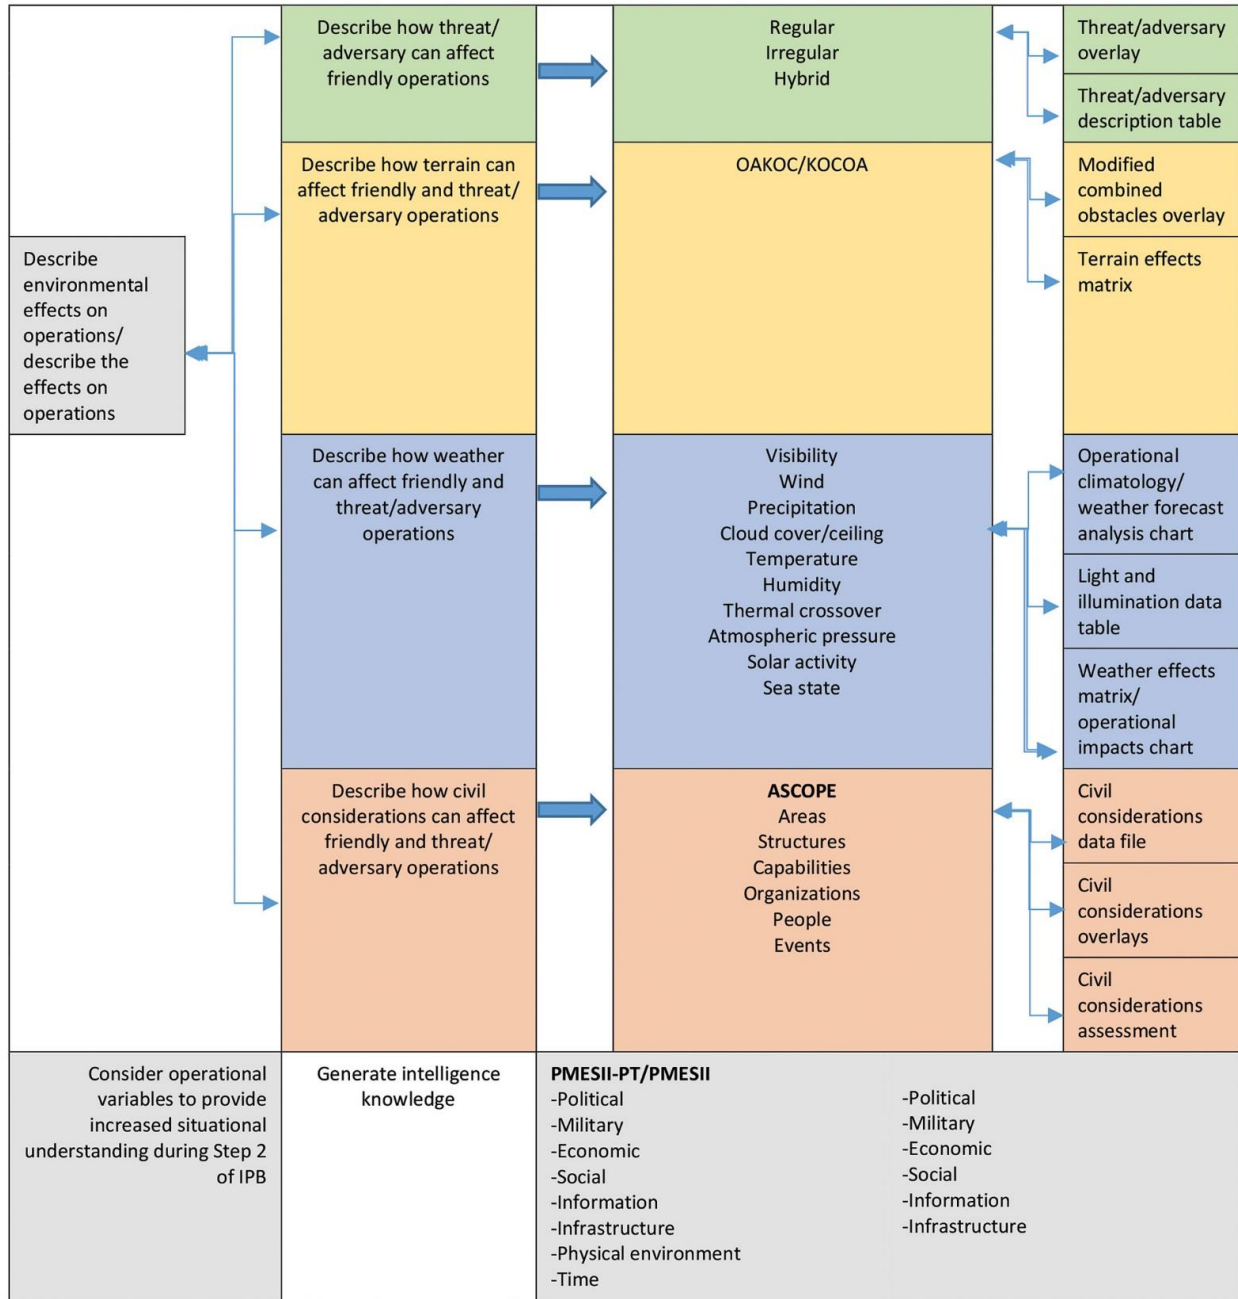 Describe how threat/
adversary can affect
friendly operations
Regular
Irregular
Hybrid
Threat/adversary
overlay
Threat/adversary
description table
Describe how terrain can
affect friendly and threat/
adversary operations
OAKOC/KOCOA
Modified
combined
obstacles overlay
Terrain effects
matrix
Describe
environmental
effects on
operations/
describe the
effects on
operations
Describe how weather
can affect friendly and
threat/adversary
operations
Visibility
Wind
Precipitation
Cloud cover/ceiling
Temperature
Humidity
Thermal crossover
Atmospheric pressure
Solar activity
Sea state
Operational
climatology/
weather forecast
analysis chart
Light and
illumination data
table
Weather effects
matrix/
operational
impacts chart
Describe how civil
considerations can affect
friendly and threat/
adversary operations
ASCOPE
Areas
Structures
Capabilities
Organizations
People
Events
Civil
considerations
data file
Civil
considerations
overlays
Civil
considerations
assessment
Consider operational
variables to provide
increased situational
understanding during Step 2
of IPB
Generate intelligence
knowledge
PMESII-PT/PMESII
-Political
-Military
-Economic
-Social
-Information
-Infrastructure
-Physical environment
-Time
-Political
-Military
-Economic
-Social
-Information
-Infrastructure